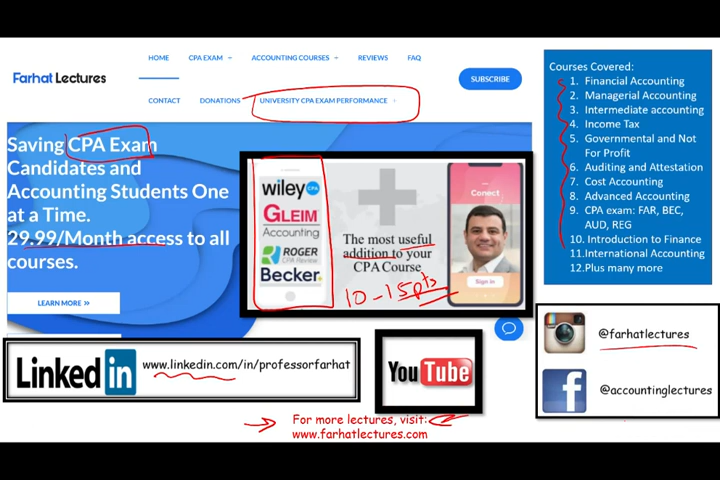 HOME
CPA EXAM
ACCOUNTING COURSES
REVIEWS
FAQ
Farhat Lectures
SUBSCRIBE
CONTACT
DONATIONS
UNIVERSITY CPA EXAM PERFORMANCE
Saving CPA Exam
Candidates and
Accounting Students One
at a Time.
29.99/Month access to all
courses.
LEARN MORE »
wiley CPA
GLEIM
Accounting
ROGER
CPA Review
Becker
The most useful
addition to your
CPA Course
10-15 pts
Conect
Sign in
Courses Covered:
1. Financial Accounting
2. Managerial Accounting
3. Intermediate accounting
4. Income Tax
5. Governmental and Not
For Profit
6. Auditing and Attestation
7. Cost Accounting
8. Advanced Accounting
9. CPA exam: FAR, BEC,
AUD, REG
10. Introduction to Finance
11.International Accounting
12.Plus many more
Linked in
www.linkedin.com/in/professorfarhat
YouTube
@farhatlectures
@accountinglectures
For more lectures, visit:
www.farhatlectures.com